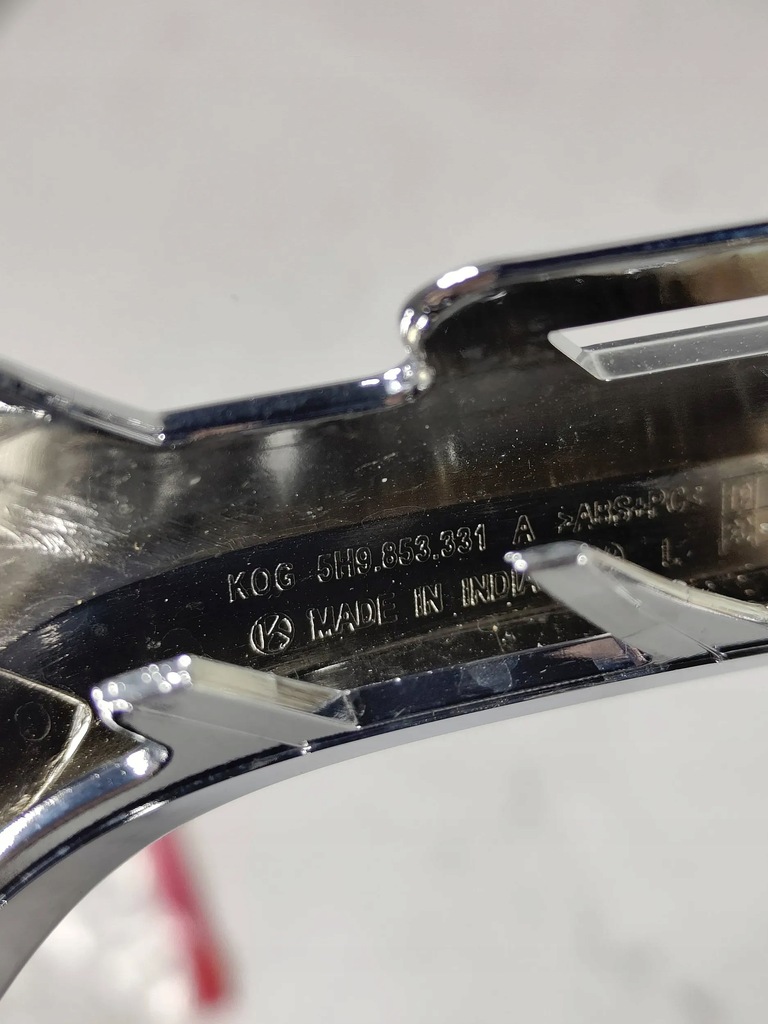 KOG 5H9.853.331 A >ABS+PC<
MADE IN INDIA L